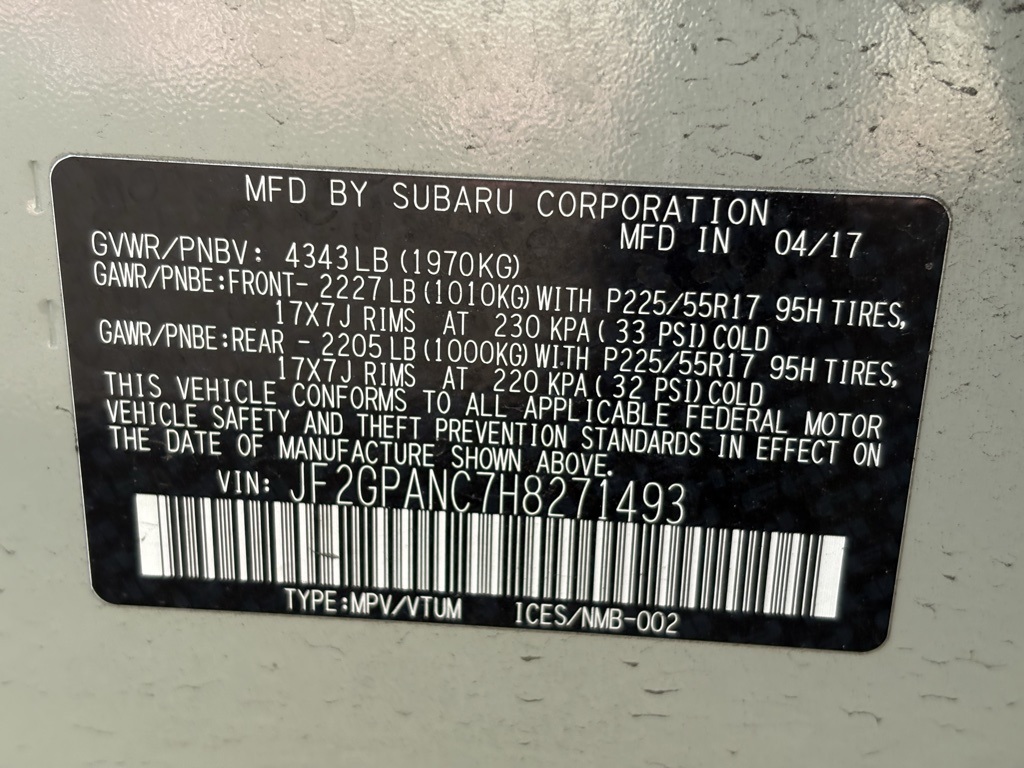 MFD BY SUBARU CORPORATION
MFD IN 04/17
GVWR/PNBV: 4343LB (1970KG)
GAWR/PNBE:FRONT- 2227LB (1010KG) WITH P225/55R17 95H TIRES,
17X7J RIMS AT 230 KPA ( 33 PSI) COLD
GAWR/PNBE:REAR - 2205LB (1000KG) WITH P225/55R17 95H TIRES,
17X7J RIMS AT 220 KPA ( 32 PSI) COLD
THIS VEHICLE CONFORMS TO ALL APPLICABLE FEDERAL MOTOR
VEHICLE SAFETY AND THEFT PREVENTION STANDARDS IN EFFECT ON
THE DATE OF MANUFACTURE SHOWN ABOVE.
VIN: JF2GPANC7H8271493
TYPE:MPV/VTUM ICES/NMB-002